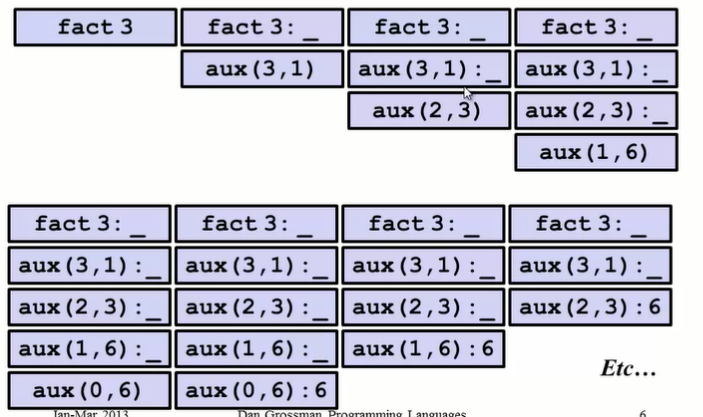 fact 3 fact 3: _ fact 3: _ fact 3: _
aux(3,1) aux(3,1):_ aux(3,1):_
aux(2,3) aux(2,3):_
aux(1,6)
fact 3: _ fact 3: _ fact 3: _ fact 3: _
aux(3,1):_ aux(3,1):_ aux(3,1):_ aux(3,1):_
aux(2,3):_ aux(2,3):_ aux(2,3):_ aux(2,3):6
aux(1,6):_ aux(1,6):_ aux(1,6):6
Etc…
aux(0,6) aux(0,6):6
Jan-Mar 2013 Dan Grossman, Programming Languages 6